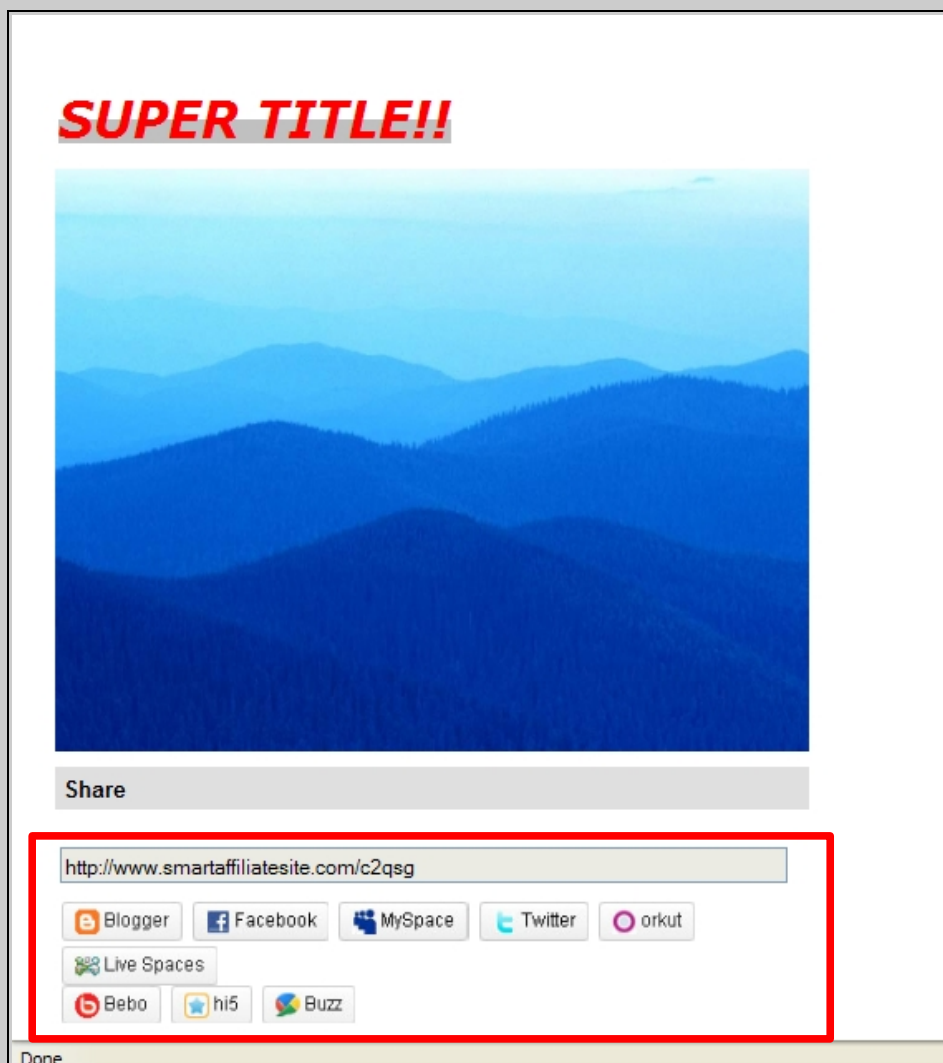 SUPER TITLE!!
Share
http://www.smartaffiliatesite.com/c2qsg
Blogger Facebook MySpace Twitter orkut
Live Spaces
Bebo hi5 Buzz
Done